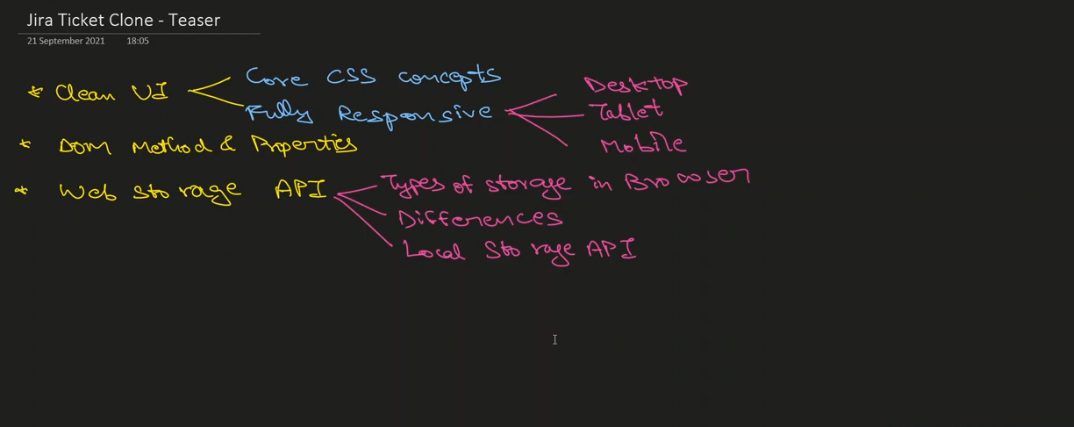 Jira Ticket Clone - Teaser
21 September 2021 18:05
* Clean UI
Core CSS concepts
Fully Responsive
Desktop
Tablet
Mobile
* DOM Method & Properties
* Web Storage API
Types of storage in Browser
Differences
Local Storage API